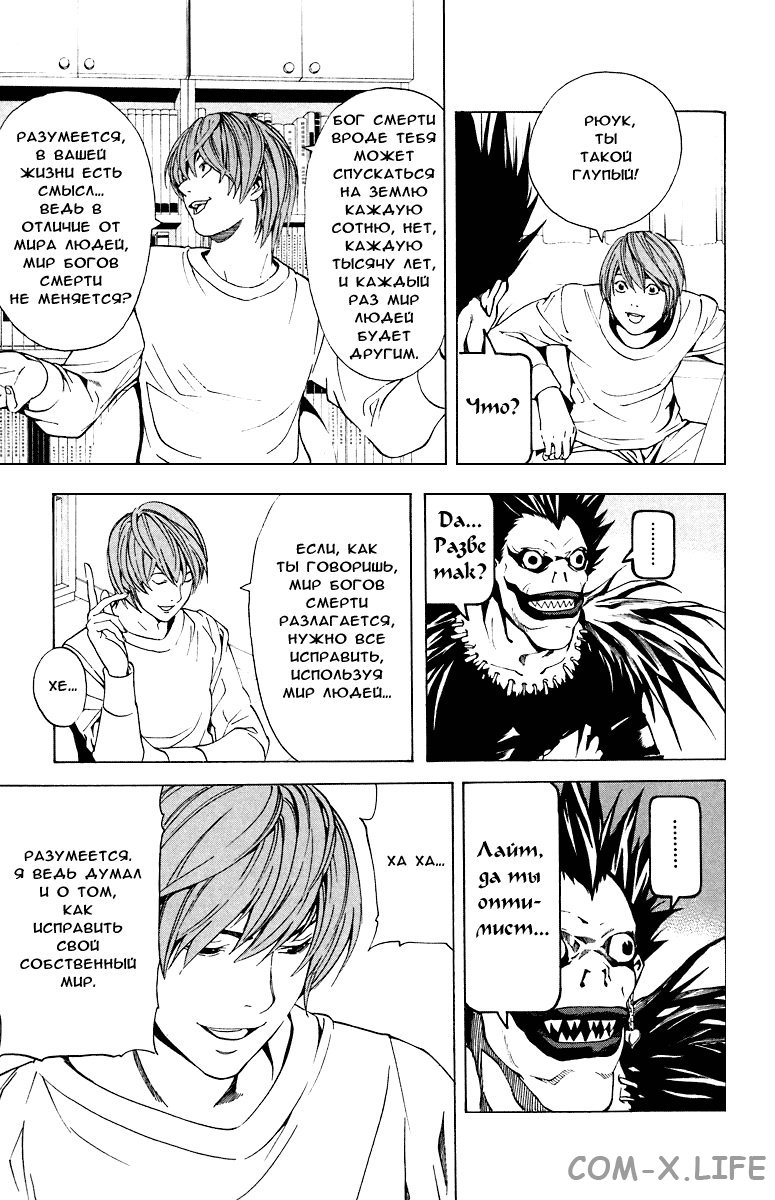 РЮУК,
ТЫ
ТАКОЙ
ГЛУПЫЙ!
Что?
БОГ СМЕРТИ
ВРОДЕ ТЕБЯ
МОЖЕТ
СПУСКАТЬСЯ
НА ЗЕМЛЮ
КАЖДУЮ
СОТНЮ, НЕТ,
КАЖДУЮ
ТЫСЯЧУ ЛЕТ,
И КАЖДЫЙ
РАЗ МИР
ЛЮДЕЙ
БУДЕТ
ДРУГИМ.
РАЗУМЕЕТСЯ,
В ВАШЕЙ
ЖИЗНИ ЕСТЬ
СМЫСЛ...
ВЕДЬ В
ОТЛИЧИЕ ОТ
МИРА ЛЮДЕЙ,
МИР БОГОВ
СМЕРТИ
НЕ МЕНЯЕТСЯ?
........
Да...
Разве
так?
ЕСЛИ, КАК
ТЫ ГОВОРИШЬ,
МИР БОГОВ
СМЕРТИ
РАЗЛАГАЕТСЯ,
НУЖНО ВСЕ
ИСПРАВИТЬ,
ИСПОЛЬЗУЯ
МИР ЛЮДЕЙ...
ХЕ...
........
Лайт,
да ты
опти-
мист...
ХА ХА...
РАЗУМЕЕТСЯ.
Я ВЕДЬ ДУМАЛ
И О ТОМ,
КАК
ИСПРАВИТЬ
СВОЙ
СОБСТВЕННЫЙ
МИР.
COM-X.LIFE